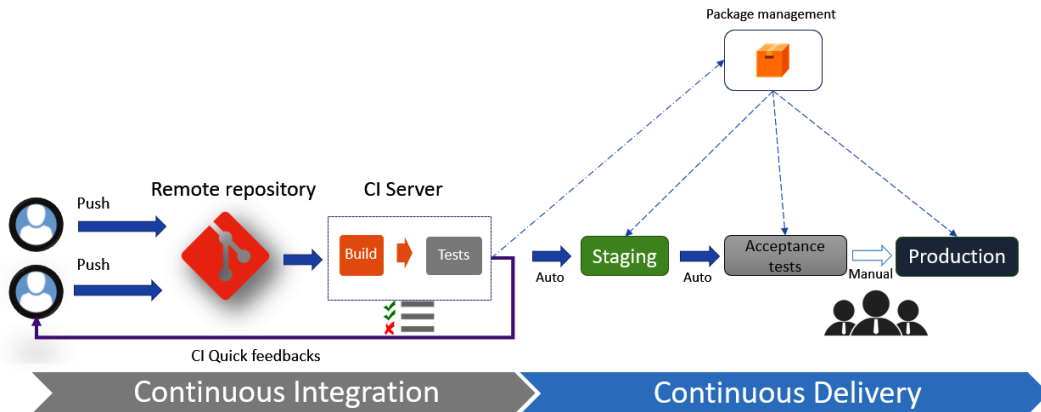 Package management
Remote repository
CI Server
Push
Push
Build
Tests
Auto
Staging
Auto
Acceptance
tests
Manual
Production
CI Quick feedbacks
Continuous Integration
Continuous Delivery